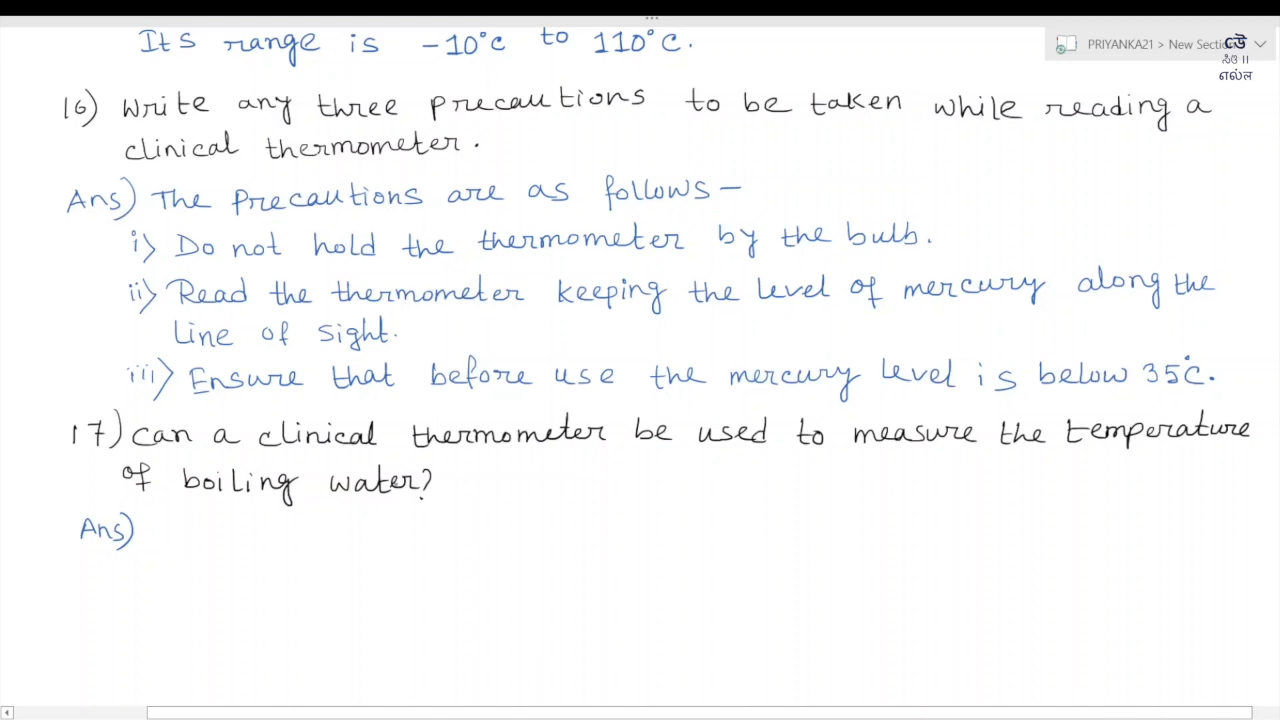 Its range is -10°c to 110°c.
PRIYANKA21 > New Section
16) Write any three precautions to be taken while reading a
clinical thermometer.
Ans) The precautions are as follows-
i) Do not hold the thermometer by the bulb.
ii) Read the thermometer keeping the level of mercury along the
line of sight.
iii) Ensure that before use the mercury level is below 35°c.
17) Can a clinical thermometer be used to measure the temperature
of boiling water?
Ans)